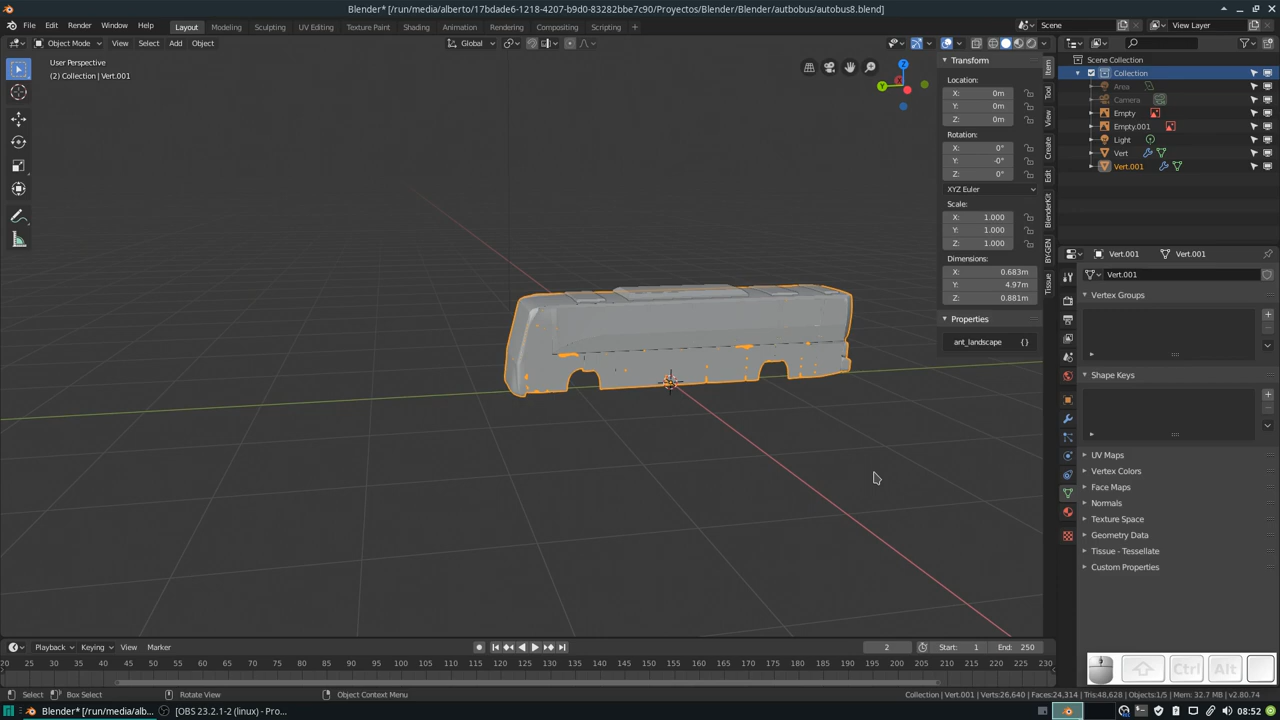 Blender* [/run/media/alberto/17bdade6-1218-4207-b9d0-83282bbe7c90/Proyectos/Blender/Blender/autbobus/autobus8.blend]
File Edit Render Window Help Layout Modeling Sculpting UV Editing Texture Paint Shading Animation Rendering Compositing Scripting + Scene View Layer
Object Mode View Select Add Object Global
User Perspective
(2) Collection | Vert.001
Transform
Location:
X: 0m
Y: 0m
Z: 0m
Rotation:
X: 0°
Y: -0°
Z: 0°
XYZ Euler
Scale:
X: 1.000
Y: 1.000
Z: 1.000
Dimensions:
X: 0.683m
Y: 4.97m
Z: 0.881m
Properties
ant_landscape {}
Item
Tool
View
Create
Edit
BlenderKit
BY-GEN
Tissue
Z
Y
Scene Collection
Collection
Area
Camera
Empty
Empty.001
Light
Vert
Vert.001
Vert.001 Vert.001
Vert.001
Vertex Groups
Shape Keys
UV Maps
Vertex Colors
Face Maps
Normals
Texture Space
Geometry Data
Tissue - Tessellate
Custom Properties
Playback Keying View Marker 2 Start: 1 End: 250
20 25 30 35 40 45 50 55 60 65 70 75 80 85 90 95 100 105 110 115 120 125 130 135 140 145 150 155 160 165 170 175 180 185 190 195 200 205 210 215 220 225 230
Ctrl Alt
Select Box Select Rotate View Object Context Menu Collection | Vert.001 | Verts:26,640 | Faces:24,314 | Tris:48,628 | Objects:1/5 | Mem: 32.7 MB | v2.80.74
Blender* [/run/media/alb... [OBS 23.2.1-2 (linux) - Pro... 08:52